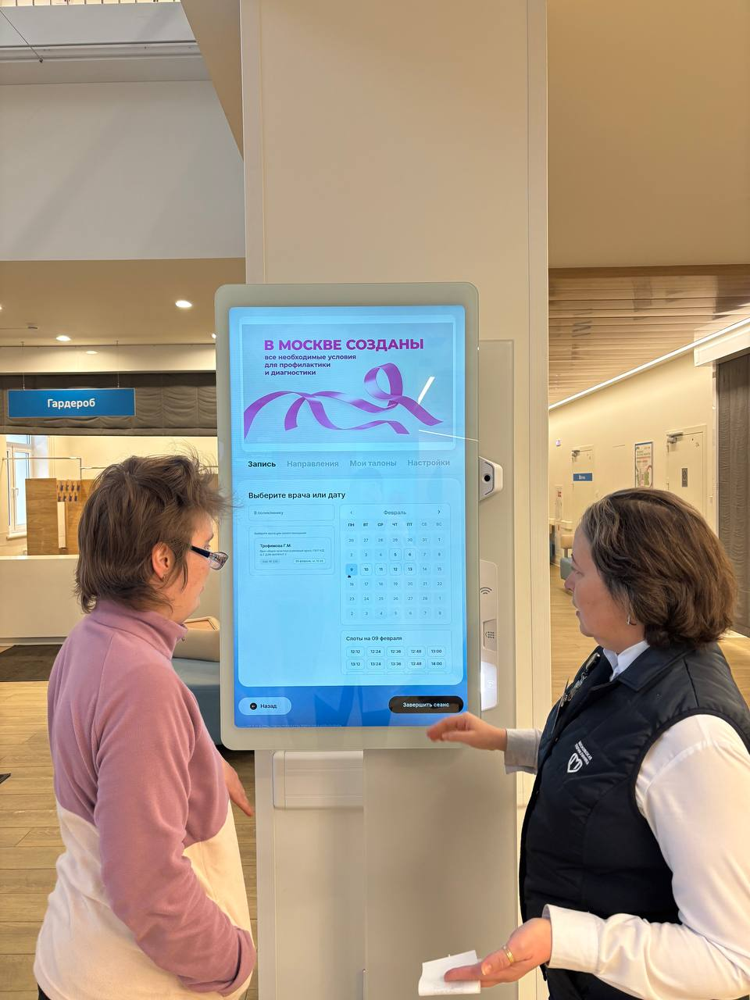 Гардероб
В МОСКВЕ СОЗДАНЫ
все необходимые условия
для профилактики
и диагностики
Запись
Направления
Мои талоны
Настройки
Выберите врача или дату
В поликлинику
Трофимова Г.М.
Февраль
ПН ВТ СР ЧТ ПТ СБ ВС
26 27 28 29 30 31 1
2 3 4 5 6 7 8
9 10 11 12 13 14 15
16 17 18 19 20 21 22
23 24 25 26 27 28 1
2 3 4 5 6 7 8
Слоты на 09 февраля
12:12 12:24 12:36 12:48 13:00
13:12 13:24 13:36 13:48 14:00
Назад
Завершить сеанс